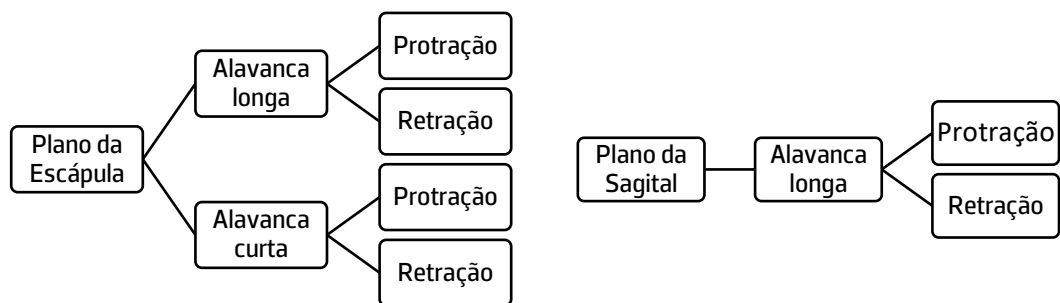 Plano da
Escápula
Alavanca
longa
Protração
Retração
Alavanca
curta
Protração
Retração
Plano da
Sagital
Alavanca
longa
Protração
Retração